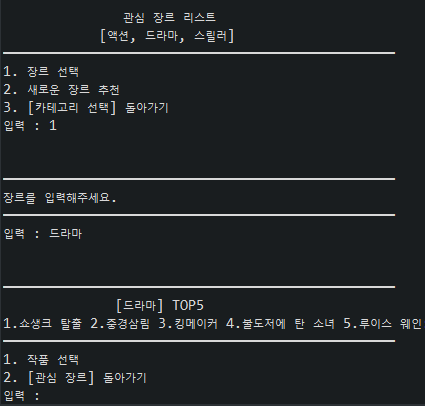 관심 장르 리스트
[액션, 드라마, 스릴러]
1. 장르 선택
2. 새로운 장르 추천
3. [카테고리 선택] 돌아가기
입력 : 1
장르를 입력해주세요.
입력 : 드라마
[드라마] TOP5
1.쇼생크 탈출 2.중경삼림 3.킹메이커 4.불도저에 탄 소녀 5.루이스 웨인
1. 작품 선택
2. [관심 장르] 돌아가기
입력 :